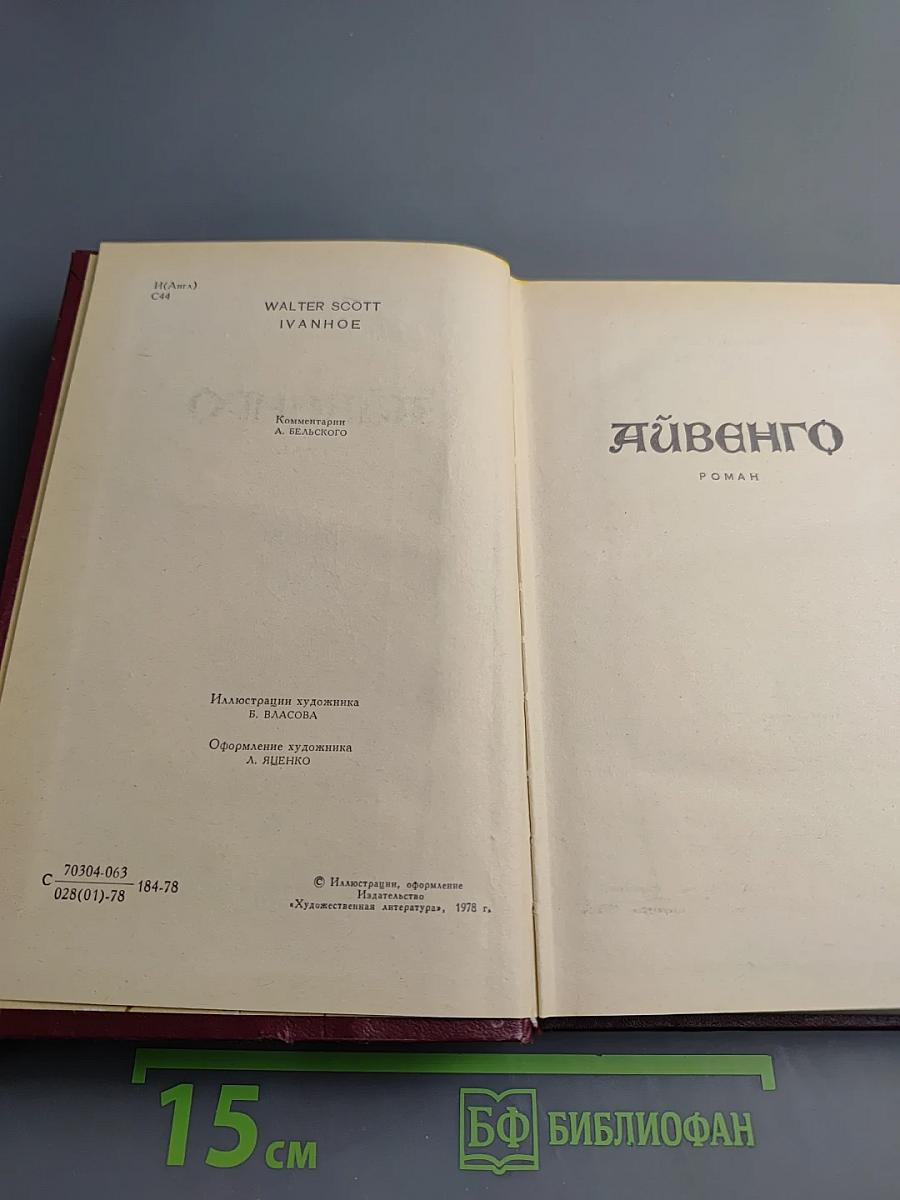 И(Англ)
С44
WALTER SCOTT
IVANHOE
Комментарии
А. БЕЛЬСКОГО
Иллюстрации художника
Б. ВЛАСОВА
Оформление художника
Л. ЯЦЕНКО
С 70304-063 184-78
028(01)-78
© Иллюстрации, оформление
Издательство
«Художественная литература», 1978 г.
АЙВЕНГО
РОМАН
15 см
БФ БИБЛИОФАН